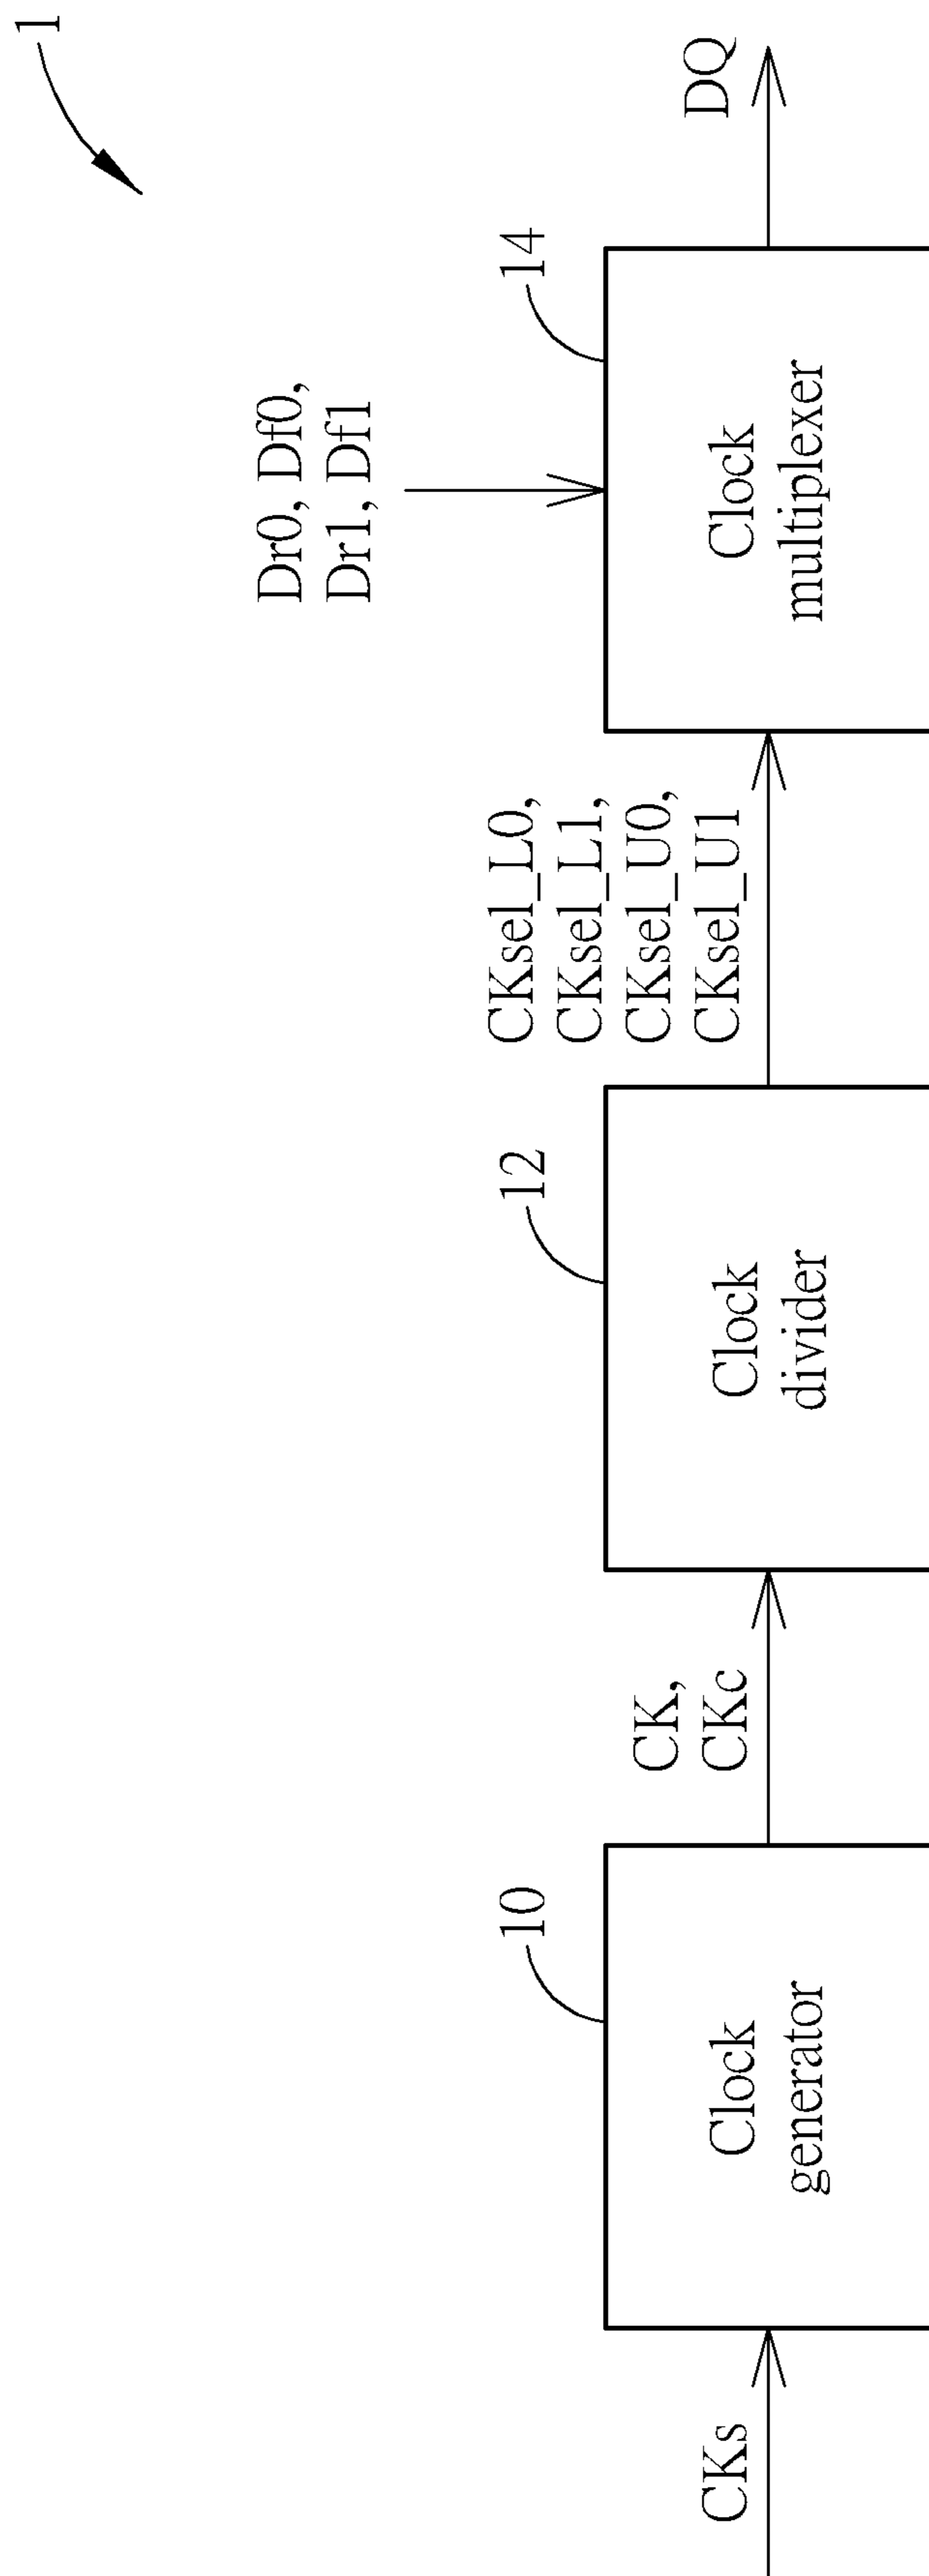 1
CKs
10
Clock
generator
CK,
CKc
12
Clock
divider
CKsel_L0,
CKsel_L1,
CKsel_U0,
CKsel_U1
Dr0, Df0,
Dr1, Df1
14
Clock
multiplexer
DQ